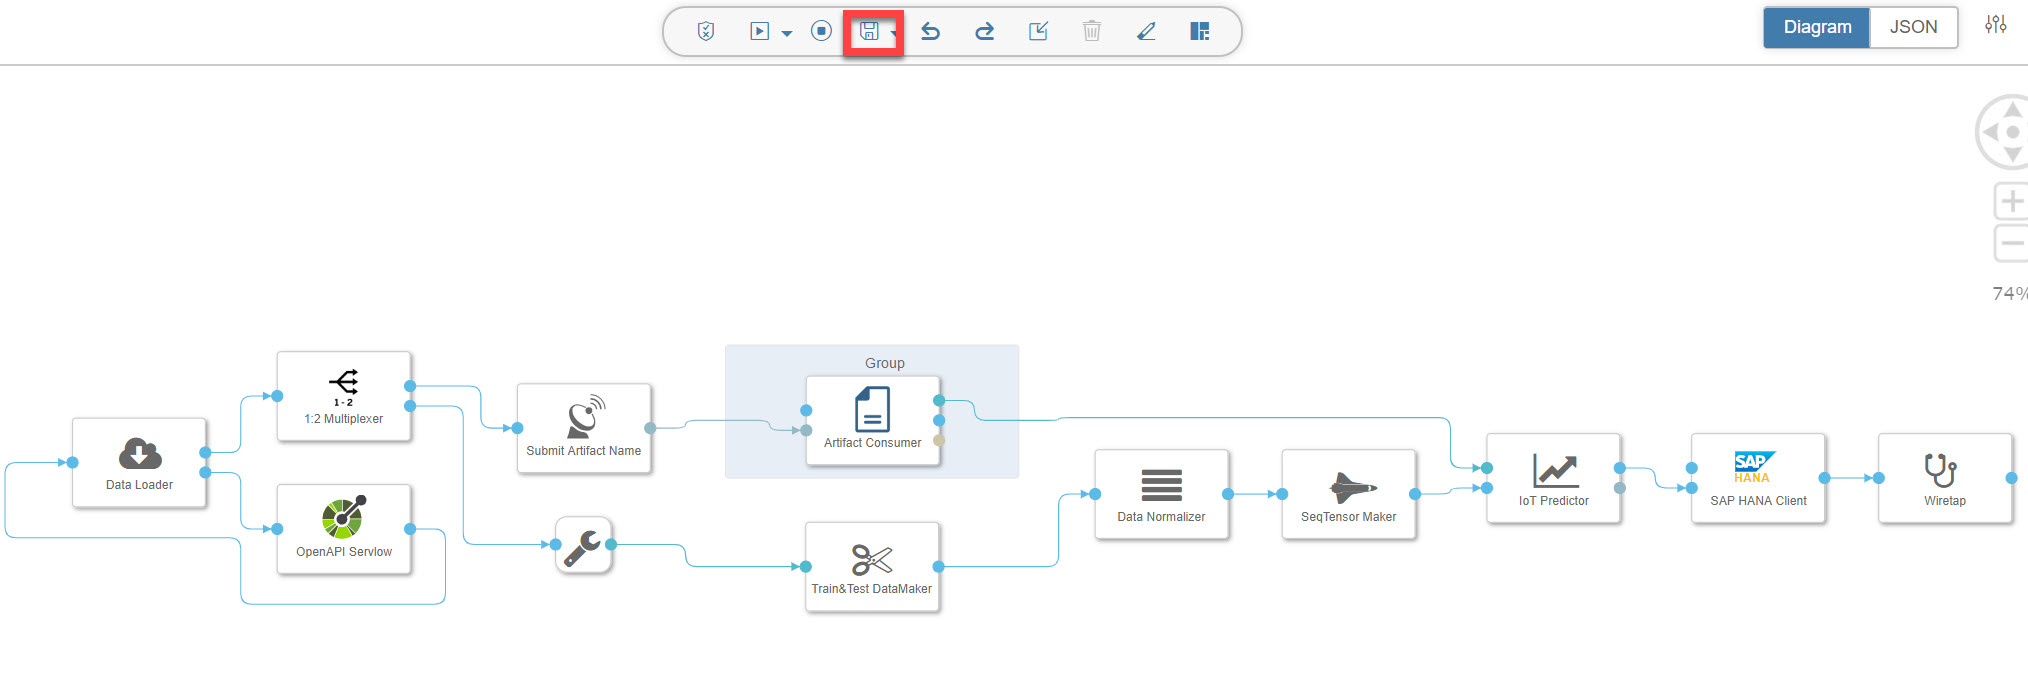 Diagram
JSON
74%
Group
1-2
1:2 Multiplexer
Submit Artifact Name
Artifact Consumer
Data Loader
OpenAPI Servlow
Train&Test DataMaker
Data Normalizer
SeqTensor Maker
IoT Predictor
SAP
HANA
SAP HANA Client
Wiretap